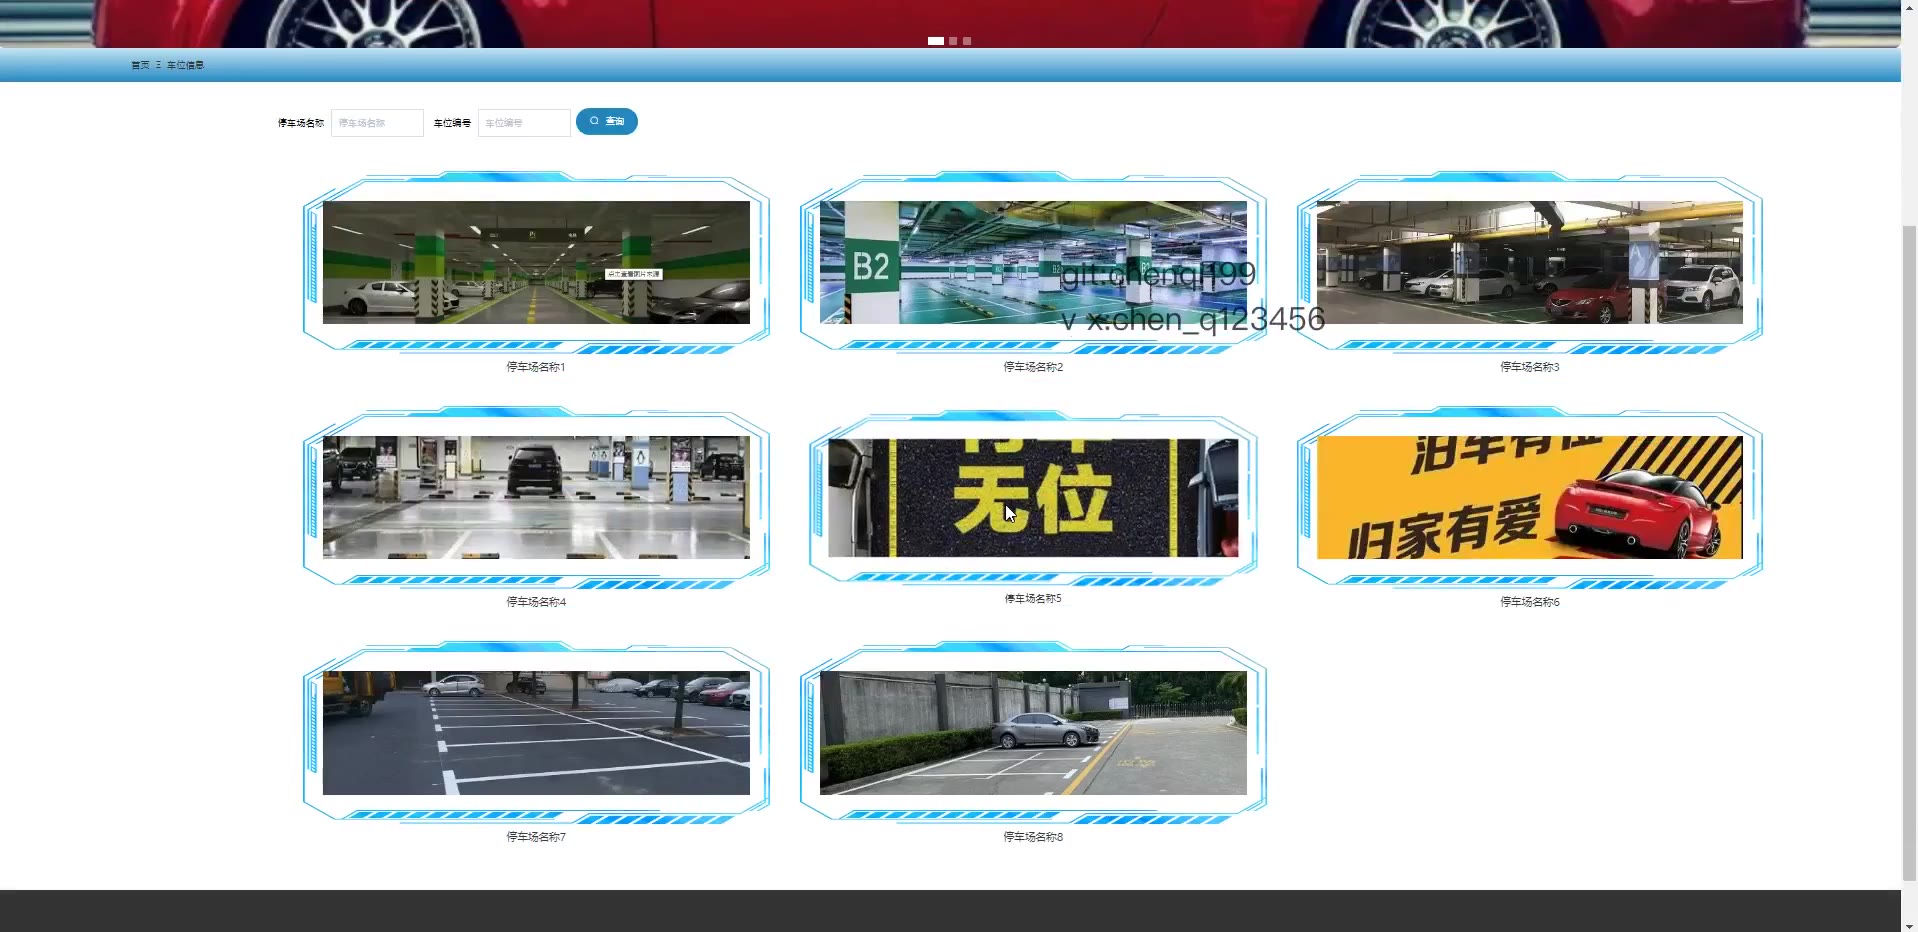 首页 Ξ 车位信息
停车场名称 停车场名称 车位编号 车位编号 查询
B2
git:chenqi199
v x:chen_q123456
停车场名称1
停车场名称2
停车场名称3
无位
泊车有位
归家有爱
停车场名称4
停车场名称5
停车场名称6
停车场名称7
停车场名称8